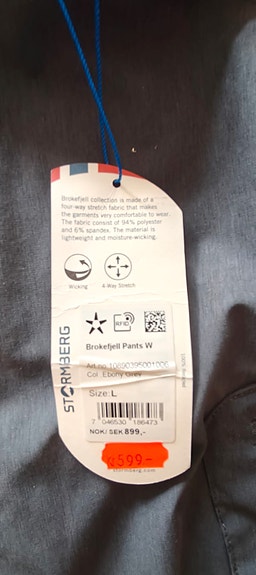 Brokefjell collection is made of a
four-way stretch fabric that makes
the garments very comfortable to wear.
The fabric consist of 94% polyester
and 6% spandex. The material is
lightweight and moisture-wicking.
Wicking
4-Way Stretch
STORMBERG
RFID
Brokefjell Pants W
Col.:Ebony Grey
Size:L
7 046530 186473
NOK/SEK 899,-
599-
stormberg.com